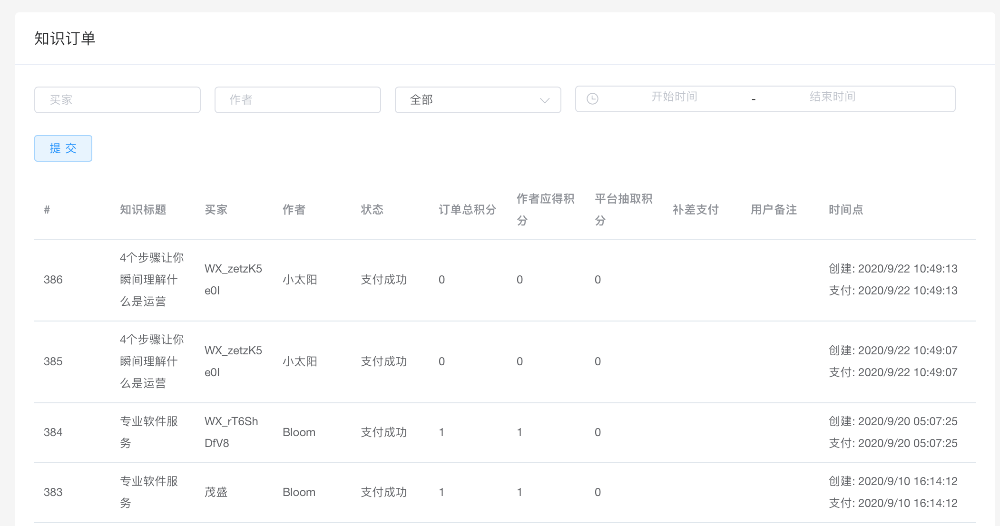 知识订单
买家
作者
全部
开始时间 - 结束时间
提 交
# 知识标题 买家 作者 状态 订单总积分 作者应得积分 平台抽取积分 补差支付 用户备注 时间点
386
4个步骤让你
瞬间理解什
么是运营
WX_zetzK5
e0I
小太阳
支付成功
0
0
0
创建: 2020/9/22 10:49:13
支付: 2020/9/22 10:49:13
385
4个步骤让你
瞬间理解什
么是运营
WX_zetzK5
e0I
小太阳
支付成功
0
0
0
创建: 2020/9/22 10:49:07
支付: 2020/9/22 10:49:07
384
专业软件服
务
WX_rT6Sh
DfV8
Bloom
支付成功
1
1
0
创建: 2020/9/20 05:07:25
支付: 2020/9/20 05:07:25
383
专业软件服
务
茂盛
Bloom
支付成功
1
1
0
创建: 2020/9/10 16:14:12
支付: 2020/9/10 16:14:12